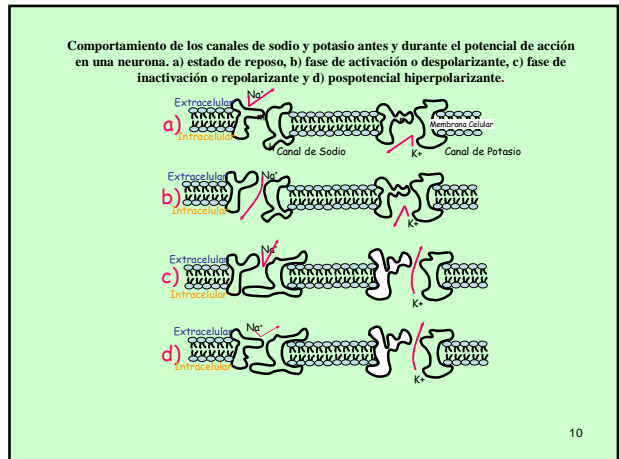 Comportamiento de los canales de sodio y potasio antes y durante el potencial de acción
en una neurona. a) estado de reposo, b) fase de activación o despolarizante, c) fase de
inactivación o repolarizante y d) pospotencial hiperpolarizante.
Na+
Extracelular
m
a)
Membrana Celular
Intracelular
h
Canal de Sodio
K+
Canal de Potasio
Extracelular
Na+
b)
Intracelular
K+
Na+
Extracelular
c)
Intracelular
K+
Extracelular
Na+
d)
Intracelular
K+
10